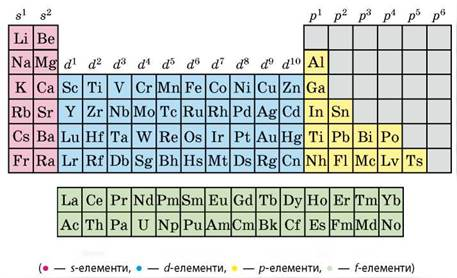 s¹ s² p¹ p² p³ p⁴ p⁵ p⁶
Li Be
Na Mg d¹ d² d³ d⁴ d⁵ d⁶ d⁷ d⁸ d⁹ d¹⁰ Al
K Ca Sc Ti V Cr Mn Fe Co Ni Cu Zn Ga
Rb Sr Y Zr Nb Mo Tc Ru Rh Pd Ag Cd In Sn
Cs Ba Lu Hf Ta W Re Os Ir Pt Au Hg Ti Pb Bi Po
Fr Ra Lr Rf Db Sg Bh Hs Mt Ds Rg Cn Nh Fl Mc Lv Ts
La Ce Pr Nd Pm Sm Eu Gd Tb Dy Ho Er Tm Yb
Ac Th Pa U Np Pu Am Cm Bk Cf Es Fm Md No
(● — s-елементи, ● — d-елементи, ● — p-елементи, ● — f-елементи)